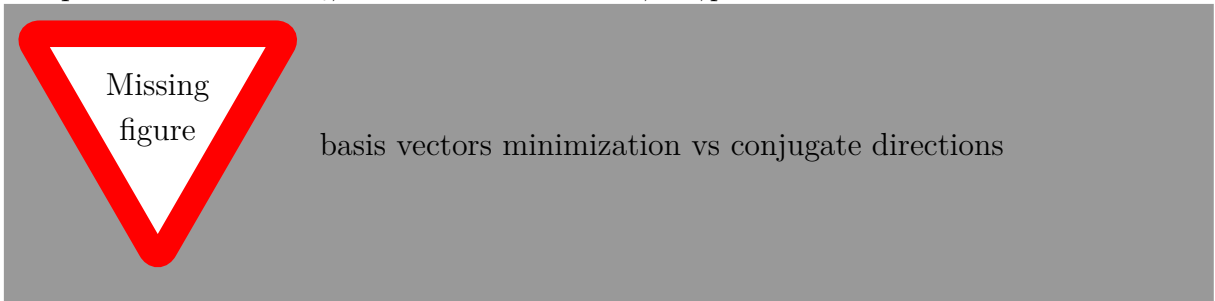 Missing
figure
basis vectors minimization vs conjugate directions